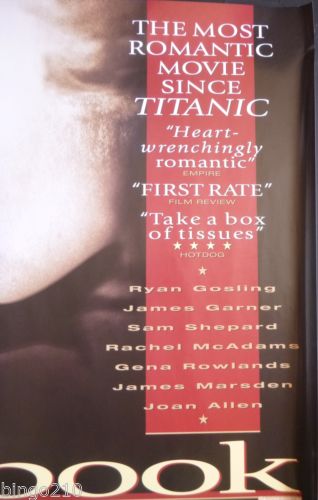 THE MOST
ROMANTIC
MOVIE
SINCE
TITANIC
“Heart-
wrenchingly
romantic”
EMPIRE
“FIRST RATE”
FILM REVIEW
“Take a box
of tissues”
★ ★ ★ ★
HOTDOG
★
Ryan Gosling
James Garner
Sam Shepard
Rachel McAdams
Gena Rowlands
James Marsden
Joan Allen
★
book
bingo210